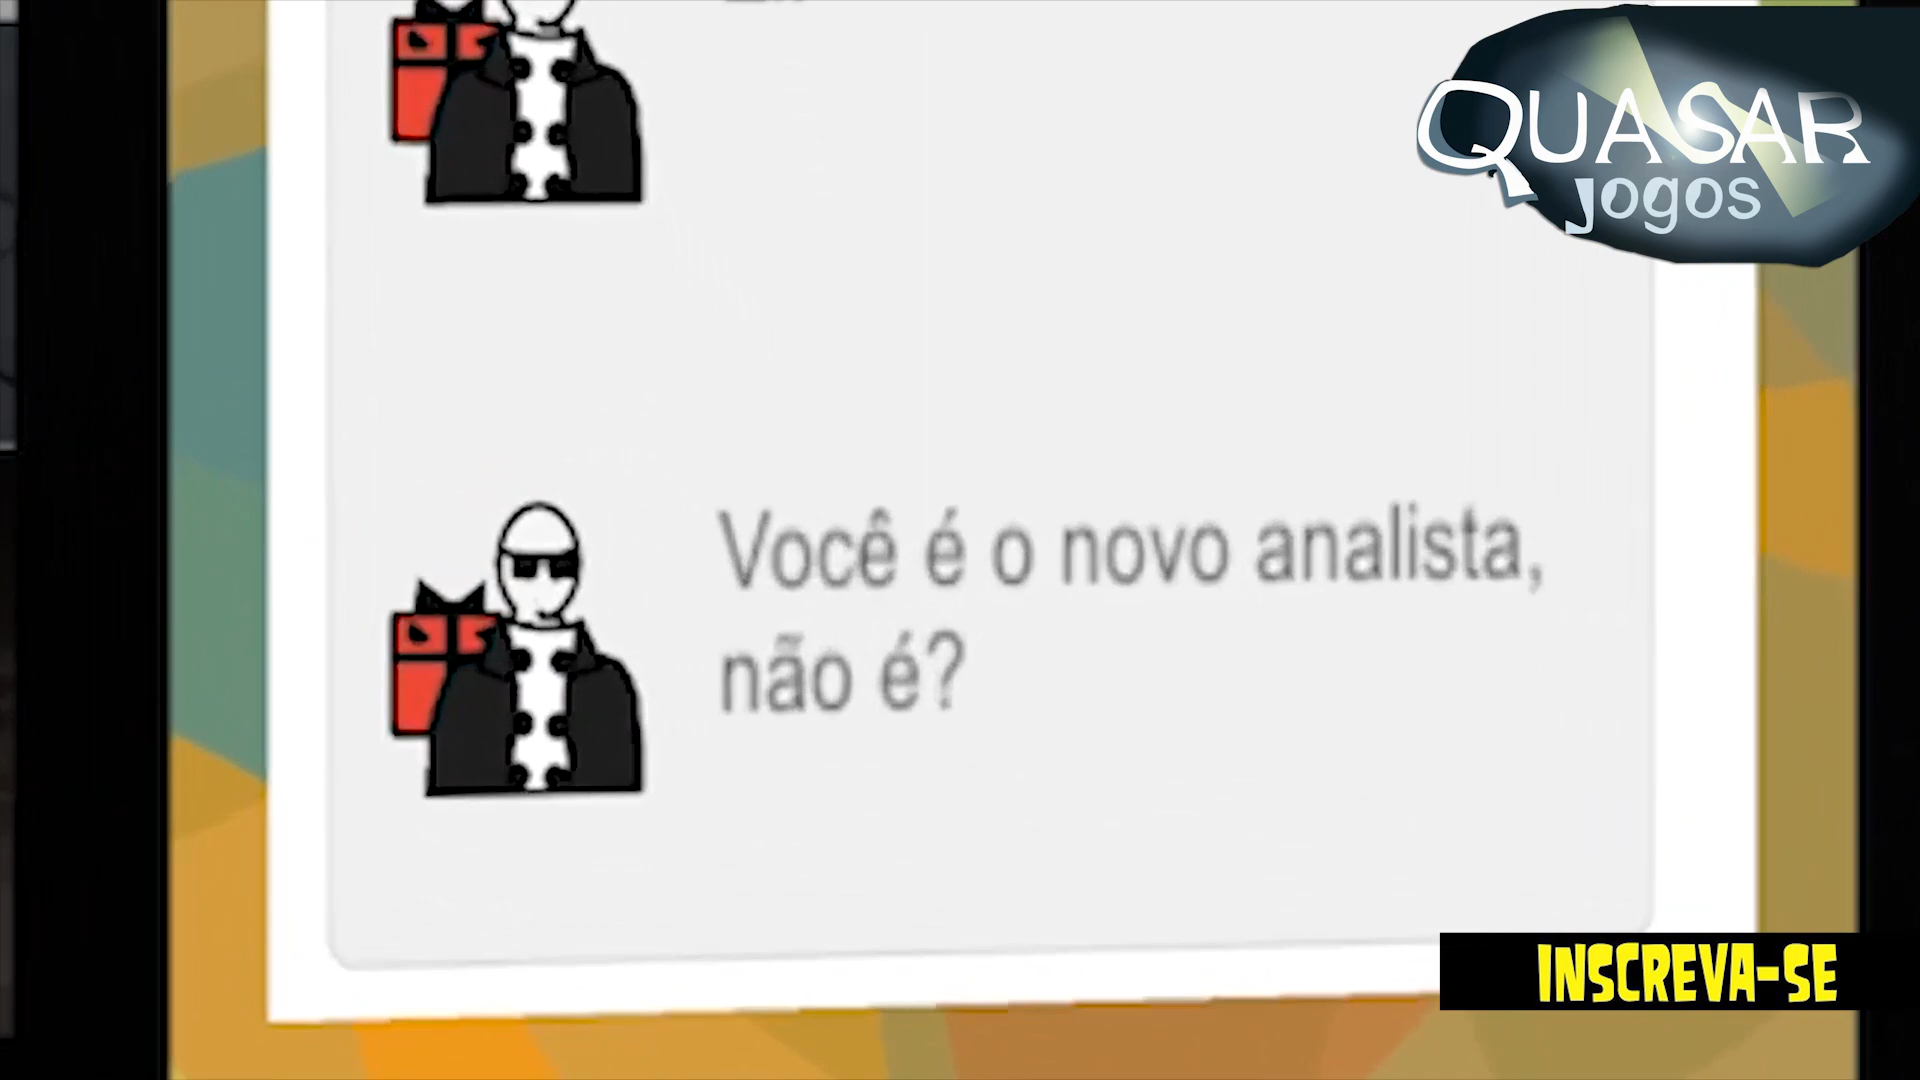 QUASAR
jogos
Você é o novo analista,
não é?
INSCREVA-SE